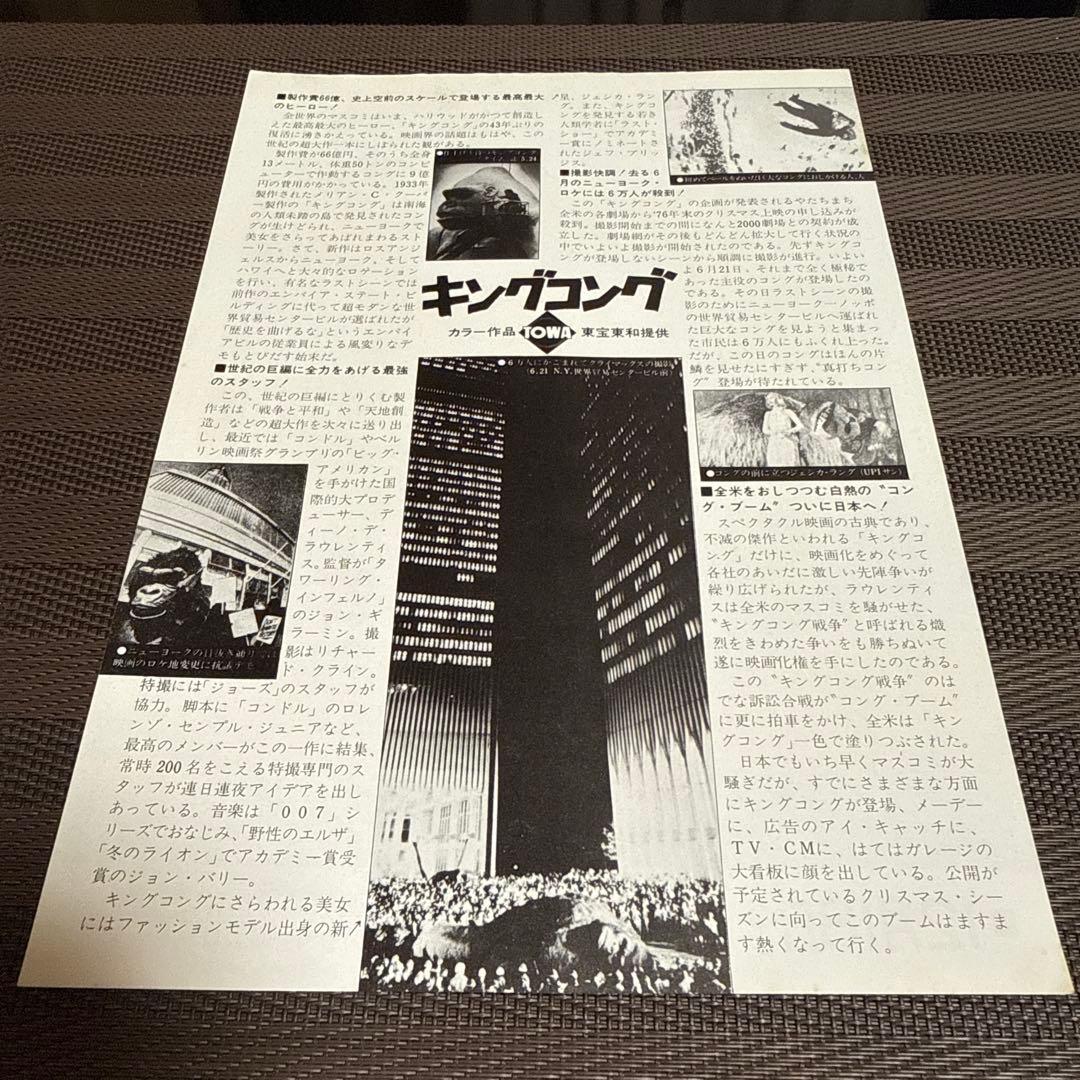 ■製作費66億、史上空前のスケールで登場する最高最大
のヒーロー！
全世界のマスコミはいま、ハリウッドがかつて創造し
えた最高最大のヒーロー、「キングコング」の43年ぶりの
復活に湧きかえっている。映画界の話題はもはや、この
世紀の超大作一本にしぼられた観がある。
製作費が66億円、そのうち全身
13メートル、体重50トンのコンピ
ューターで作動するコングに9億
円の費用がかかっている。1933年
製作されたメリアン・C・クーパ
ー製作の「キングコング」は南海
の人類未踏の島で発見されたコン
グが生けどられ、ニューヨークで
美女をさらってあばれまわるスト
ーリー。さて、新作はロスアンジ
ェルスからニューヨーク、そして
ハワイへと大々的なロケーション
を行い、有名なラストシーンでは
前作のエンパイア・ステート・ビ
ルディングに代って超モダンな世
界貿易センタービルが選ばれたが
「歴史を曲げるな」というエンパイ
アビルの従業員による風変りなデ
モもとびだす始末だ。
■世紀の巨編に全力をあげる最強
のスタッフ！
この、世紀の巨編にとりくむ製
作者は「戦争と平和」や「天地創
造」などの超大作を次々に送り出
し、最近では「コンドル」やベル
リン映画祭グランプリの「ビッグ・
アメリカン」
を手がけた国
際的大プロデ
ューサー、デ
ィーノ・デ・
ラウレンティ
ス。監督が「タ
ワーリング・
インフェルノ」
のジョン・ギ
ラーミン。撮
影はリチャー
ド・クライン。
特撮には「ジョーズ」のスタッフが
協力。脚本に「コンドル」のロレ
ンゾ・センプル・ジュニアなど、
最高のメンバーがこの一作に結集、
常時200名をこえる特撮専門のス
タッフが連日連夜アイデアを出し
あっている。音楽は「007」シ
リーズでおなじみ、「野性のエルザ」
「冬のライオン」でアカデミー賞受
賞のジョン・バリー。
キングコングにさらわれる美女
にはファッションモデル出身の新↗
●ニューヨークの目抜き通りでは
映画のロケ地変史に抗議デモ
5.24
キングコング
カラー作品 TOWA 東宝東和提供
●6万人にかこまれてクライマックスの撮影
(6.21 N.Y.世界貿易センタービル前)
星、ジェシカ・ラン
グ。また、キングコ
ングを発見する若き
人類学者に「ラスト・
ショー」でアカデミ
ー賞にノミネートさ
れたジェフ・ブリッ
ジス。
■撮影快調！去る6
月のニューヨーク・
ロケには6万人が殺到！
この「キングコング」の企画が発表されるやたちまち
全米の各劇場から'76年末のクリスマス上映の申し込みが
殺到。撮影開始までの間になんと2000劇場との契約が成
立した。劇場網がその後もどんどん拡大して行く状況の
中でいよいよ撮影が開始されたのである。先ずキングコ
ングが登場しないシーンから順調に撮影が進行。いよい
よ6月21日、それまで全く極秘で
あった主役のコングが登場したの
である。その日ラストシーンの撮
影のためにニューヨーク一ノッポ
の世界貿易センタービルへ運ばれ
た巨大なコングを見ようと集まっ
た市民は6万人にもふくれ上った。
だが、この日のコングはほんの片
鱗を見せたにすぎず、“真打ちコン
グ”登場が待たれている。
●コングの前に立つジェシカ・ラング (UPIサン)
■全米をおしつつむ白熱の“コン
グ・ブーム”ついに日本へ！
スペクタクル映画の古典であり、
不滅の傑作といわれる「キングコ
ング」だけに、映画化をめぐって
各社のあいだに激しい先陣争いが
繰り広げられたが、ラウレンティ
スは全米のマスコミを騒がせた、
“キングコング戦争”と呼ばれる熾
烈をきわめた争いをも勝ちぬいて
遂に映画化権を手にしたのである。
この“キングコング戦争”のは
でな訴訟合戦が“コング・ブーム”
に更に拍車をかけ、全米は「キン
グコング」一色で塗りつぶされた。
日本でもいち早くマスコミが大
騒ぎだが、すでにさまざまな方面
にキングコングが登場、メーデー
に、広告のアイ・キャッチに、
TV・CMに、はてはガレージの
大看板に顔を出している。公開が
予定されているクリスマス・シー
ズンに向ってこのブームはますま
す熱くなって行く。